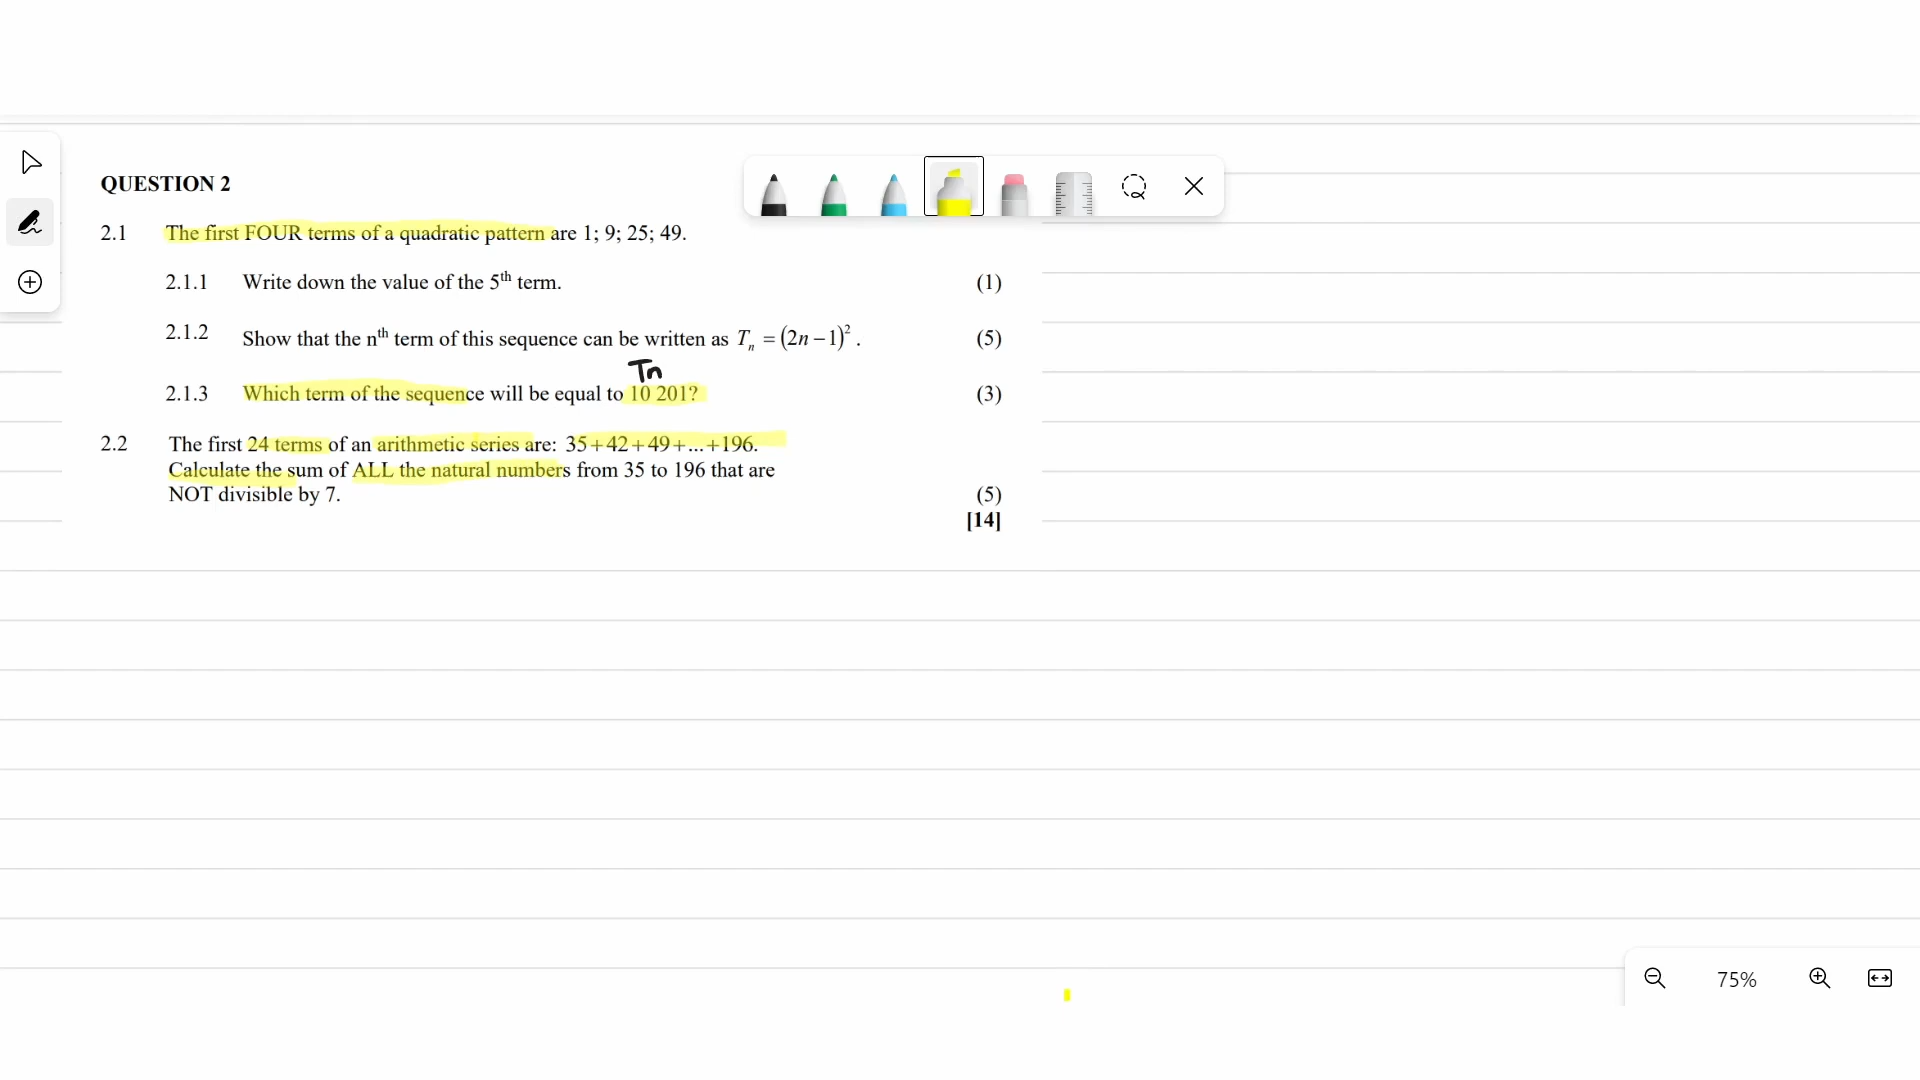 QUESTION 2
2.1 The first FOUR terms of a quadratic pattern are 1; 9; 25; 49.
2.1.1 Write down the value of the 5th term. (1)
2.1.2 Show that the nth term of this sequence can be written as Tn = (2n − 1)². (5)
Tn
2.1.3 Which term of the sequence will be equal to 10 201? (3)
2.2 The first 24 terms of an arithmetic series are: 35 + 42 + 49 + ... + 196.
Calculate the sum of ALL the natural numbers from 35 to 196 that are
NOT divisible by 7. (5)
[14]
75%